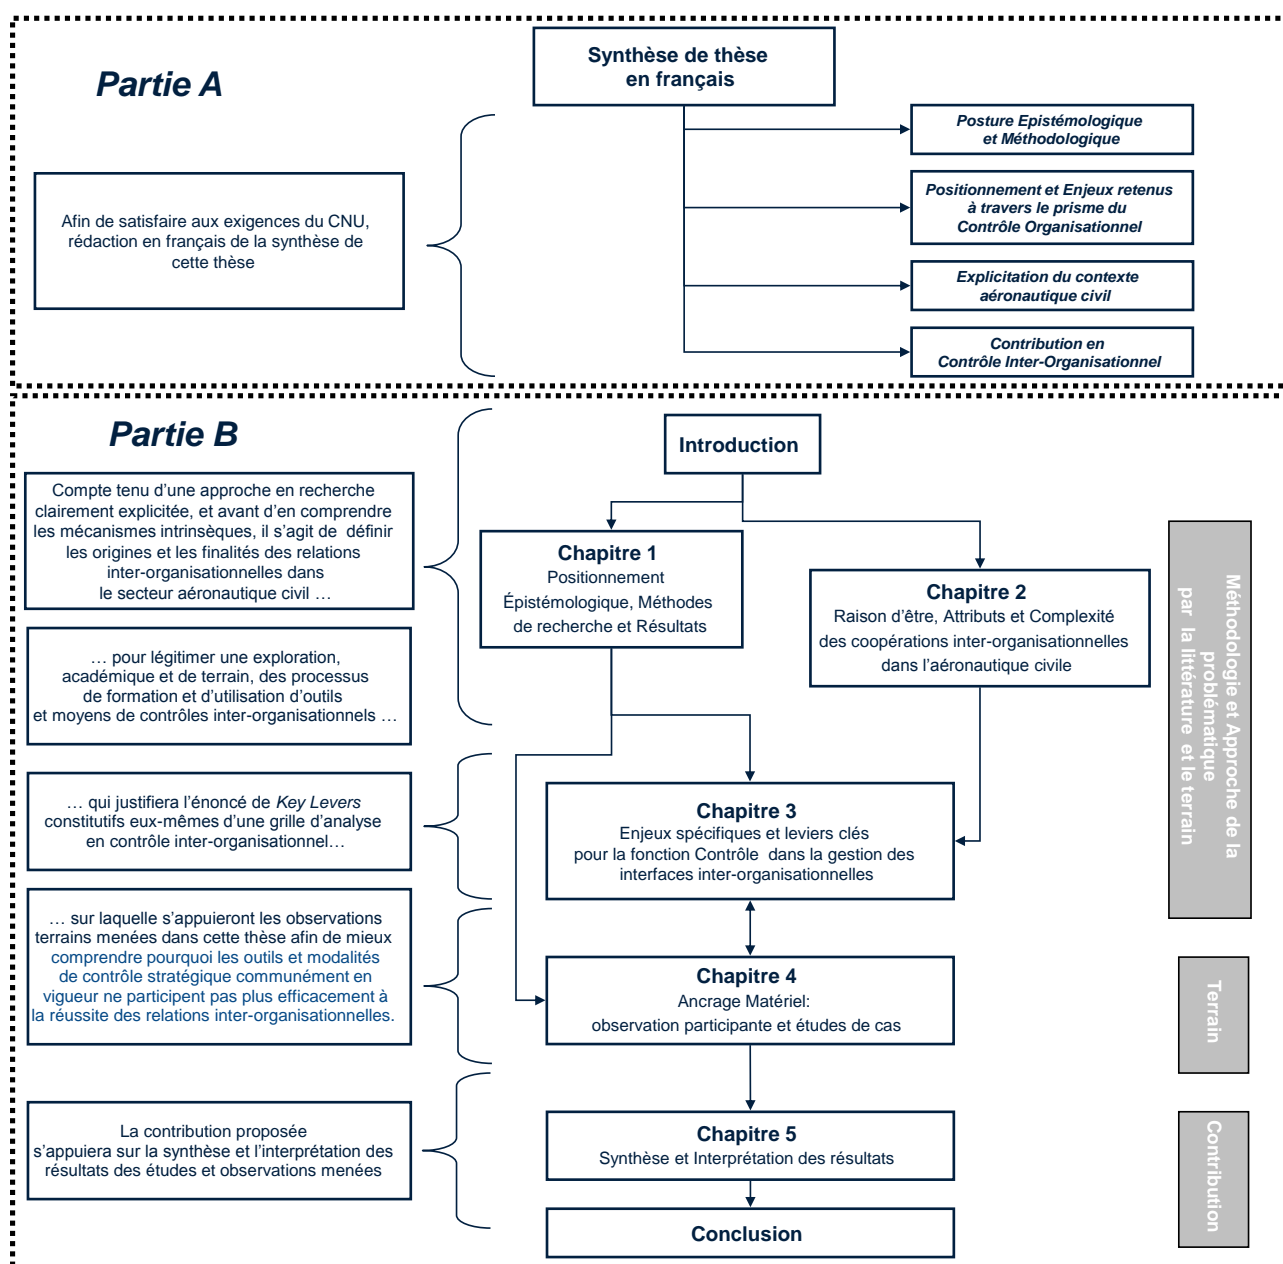 Partie A
Synthèse de thèse
en français
Posture Epistémologique
et Méthodologique
Positionnement et Enjeux retenus
à travers le prisme du
Contrôle Organisationnel
Explicitation du contexte
aéronautique civil
Contribution en
Contrôle Inter-Organisationnel
Afin de satisfaire aux exigences du CNU,
rédaction en français de la synthèse de
cette thèse
Partie B
Introduction
Compte tenu d’une approche en recherche
clairement explicitée, et avant d’en comprendre
les mécanismes intrinsèques, il s’agit de définir
les origines et les finalités des relations
inter-organisationnelles dans
le secteur aéronautique civil …
Chapitre 1
Positionnement
Épistémologique, Méthodes
de recherche et Résultats
Chapitre 2
Raison d’être, Attributs et Complexité
des coopérations inter-organisationnelles
dans l’aéronautique civile
… pour légitimer une exploration,
académique et de terrain, des processus
de formation et d’utilisation d’outils
et moyens de contrôles inter-organisationnels …
Méthodologie et Approche de la
problématique
par la littérature et le terrain
… qui justifiera l’énoncé de Key Levers
constitutifs eux-mêmes d’une grille d’analyse
en contrôle inter-organisationnel…
Chapitre 3
Enjeux spécifiques et leviers clés
pour la fonction Contrôle dans la gestion des
interfaces inter-organisationnelles
… sur laquelle s’appuieront les observations
terrains menées dans cette thèse afin de mieux
comprendre pourquoi les outils et modalités
de contrôle stratégique communément en
vigueur ne participent pas plus efficacement à
la réussite des relations inter-organisationnelles.
Chapitre 4
Ancrage Matériel:
observation participante et études de cas
Terrain
La contribution proposée
s’appuiera sur la synthèse et l’interprétation des
résultats des études et observations menées
Chapitre 5
Synthèse et Interprétation des résultats
Contribution
Conclusion